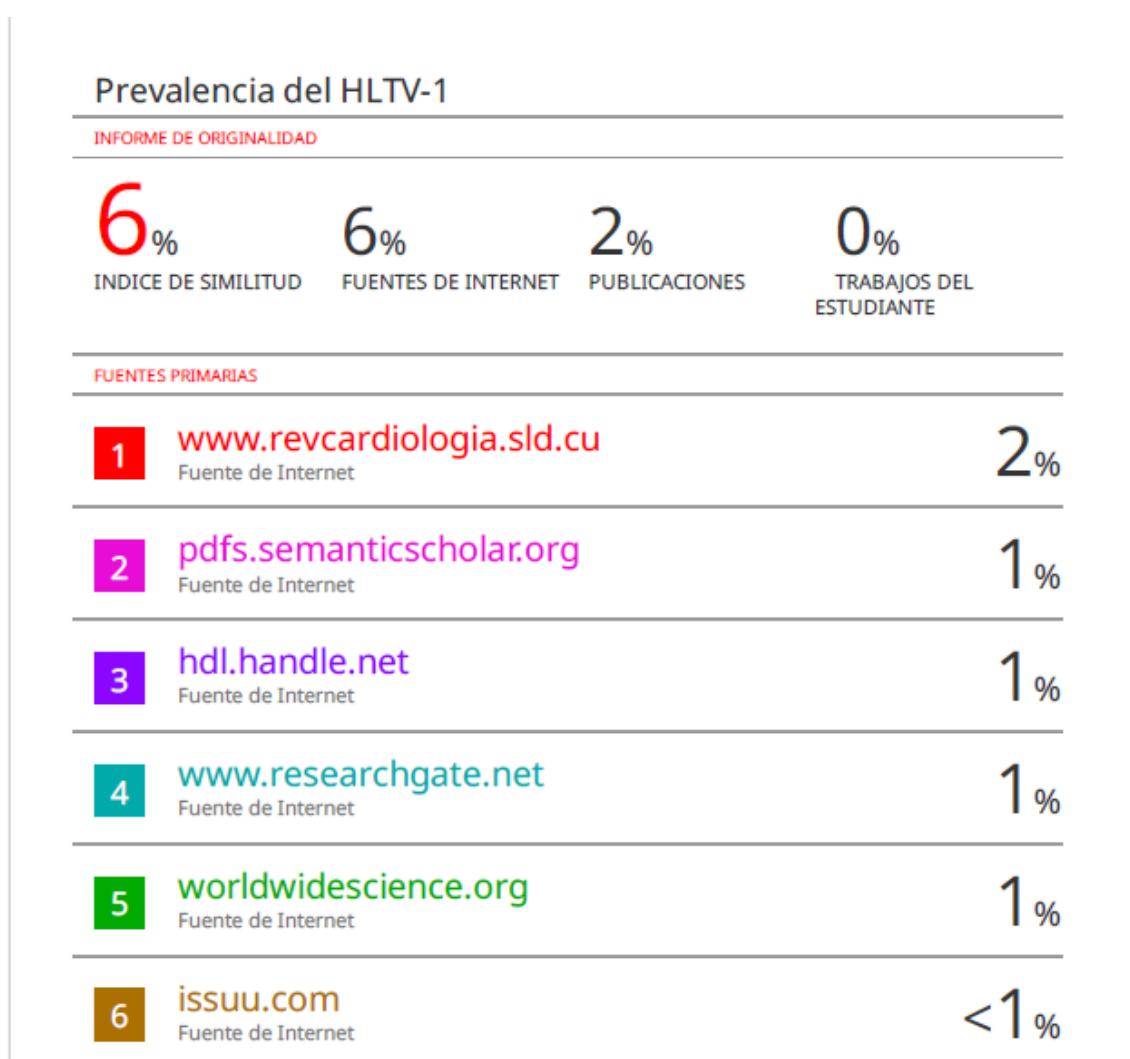 Prevalencia del HLTV-1
INFORME DE ORIGINALIDAD
6% 6% 2% 0%
INDICE DE SIMILITUD FUENTES DE INTERNET PUBLICACIONES TRABAJOS DEL
ESTUDIANTE
FUENTES PRIMARIAS
1 www.revcardiologia.sld.cu 2%
Fuente de Internet
2 pdfs.semanticscholar.org 1%
Fuente de Internet
3 hdl.handle.net 1%
Fuente de Internet
4 www.researchgate.net 1%
Fuente de Internet
5 worldwidescience.org 1%
Fuente de Internet
6 issuu.com <1%
Fuente de Internet